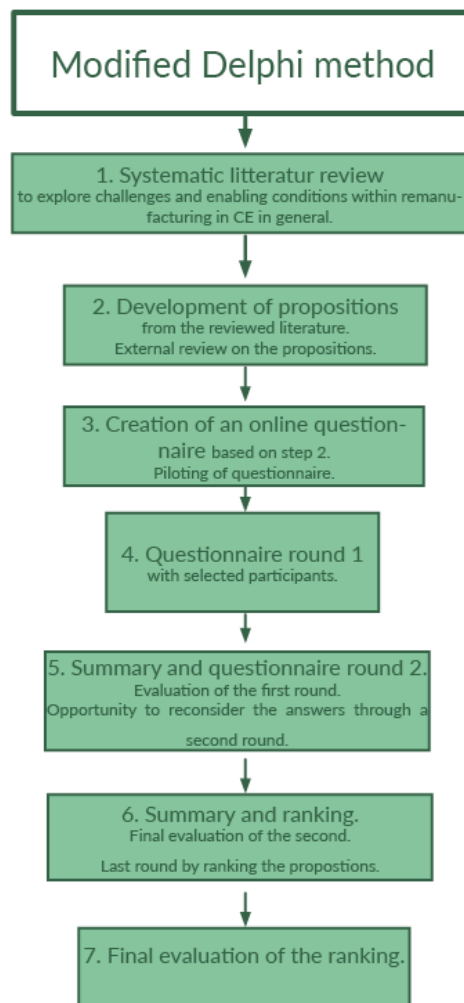 Modified Delphi method
1. Systematic litteratur review
to explore challenges and enabling conditions within remanu-
facturing in CE in general.
2. Development of propositions
from the reviewed literature.
External review on the propositions.
3. Creation of an online question-
naire based on step 2.
Piloting of questionnaire.
4. Questionnaire round 1
with selected participants.
5. Summary and questionnaire round 2.
Evaluation of the first round.
Opportunity to reconsider the answers through a
second round.
6. Summary and ranking.
Final evaluation of the second.
Last round by ranking the propostions.
7. Final evaluation of the ranking.